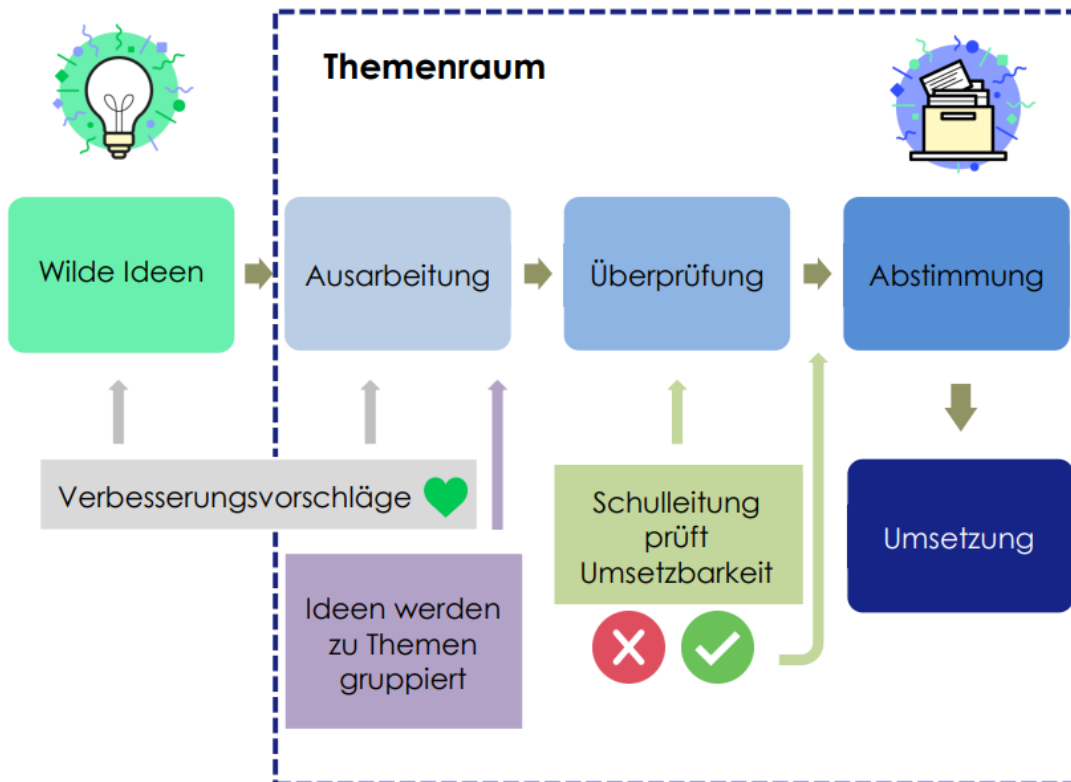 Themenraum
Wilde Ideen
Ausarbeitung
Überprüfung
Abstimmung
Verbesserungsvorschläge
Ideen werden
zu Themen
gruppiert
Schulleitung
prüft
Umsetzbarkeit
Umsetzung